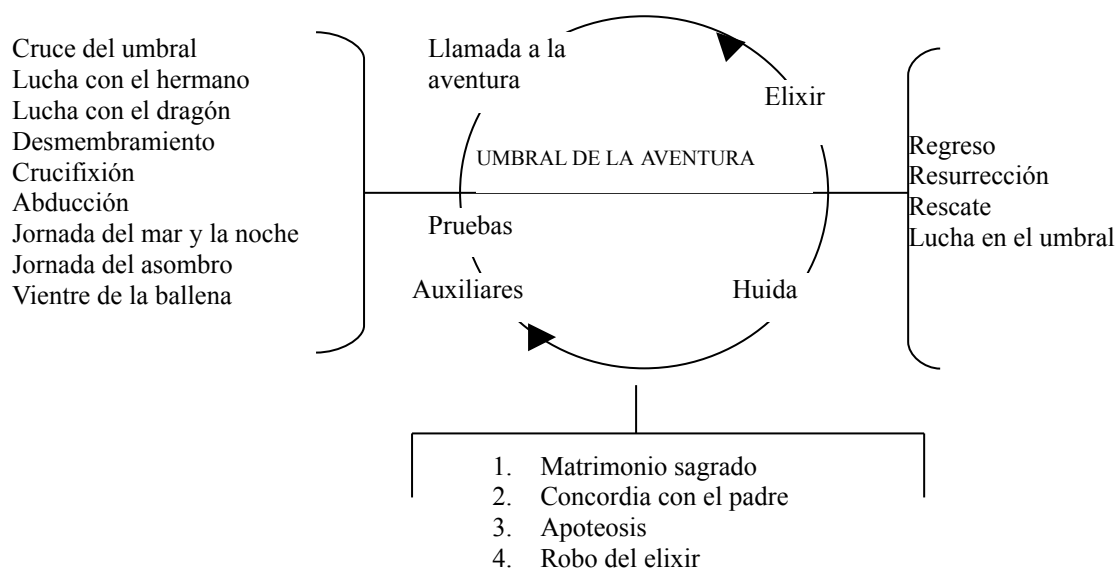 Cruce del umbral
Lucha con el hermano
Lucha con el dragón
Desmembramiento
Crucifixión
Abducción
Jornada del mar y la noche
Jornada del asombro
Vientre de la ballena
Llamada a la
aventura
Elixir
UMBRAL DE LA AVENTURA
Pruebas
Auxiliares
Huida
Regreso
Resurrección
Rescate
Lucha en el umbral
1. Matrimonio sagrado
2. Concordia con el padre
3. Apoteosis
4. Robo del elixir